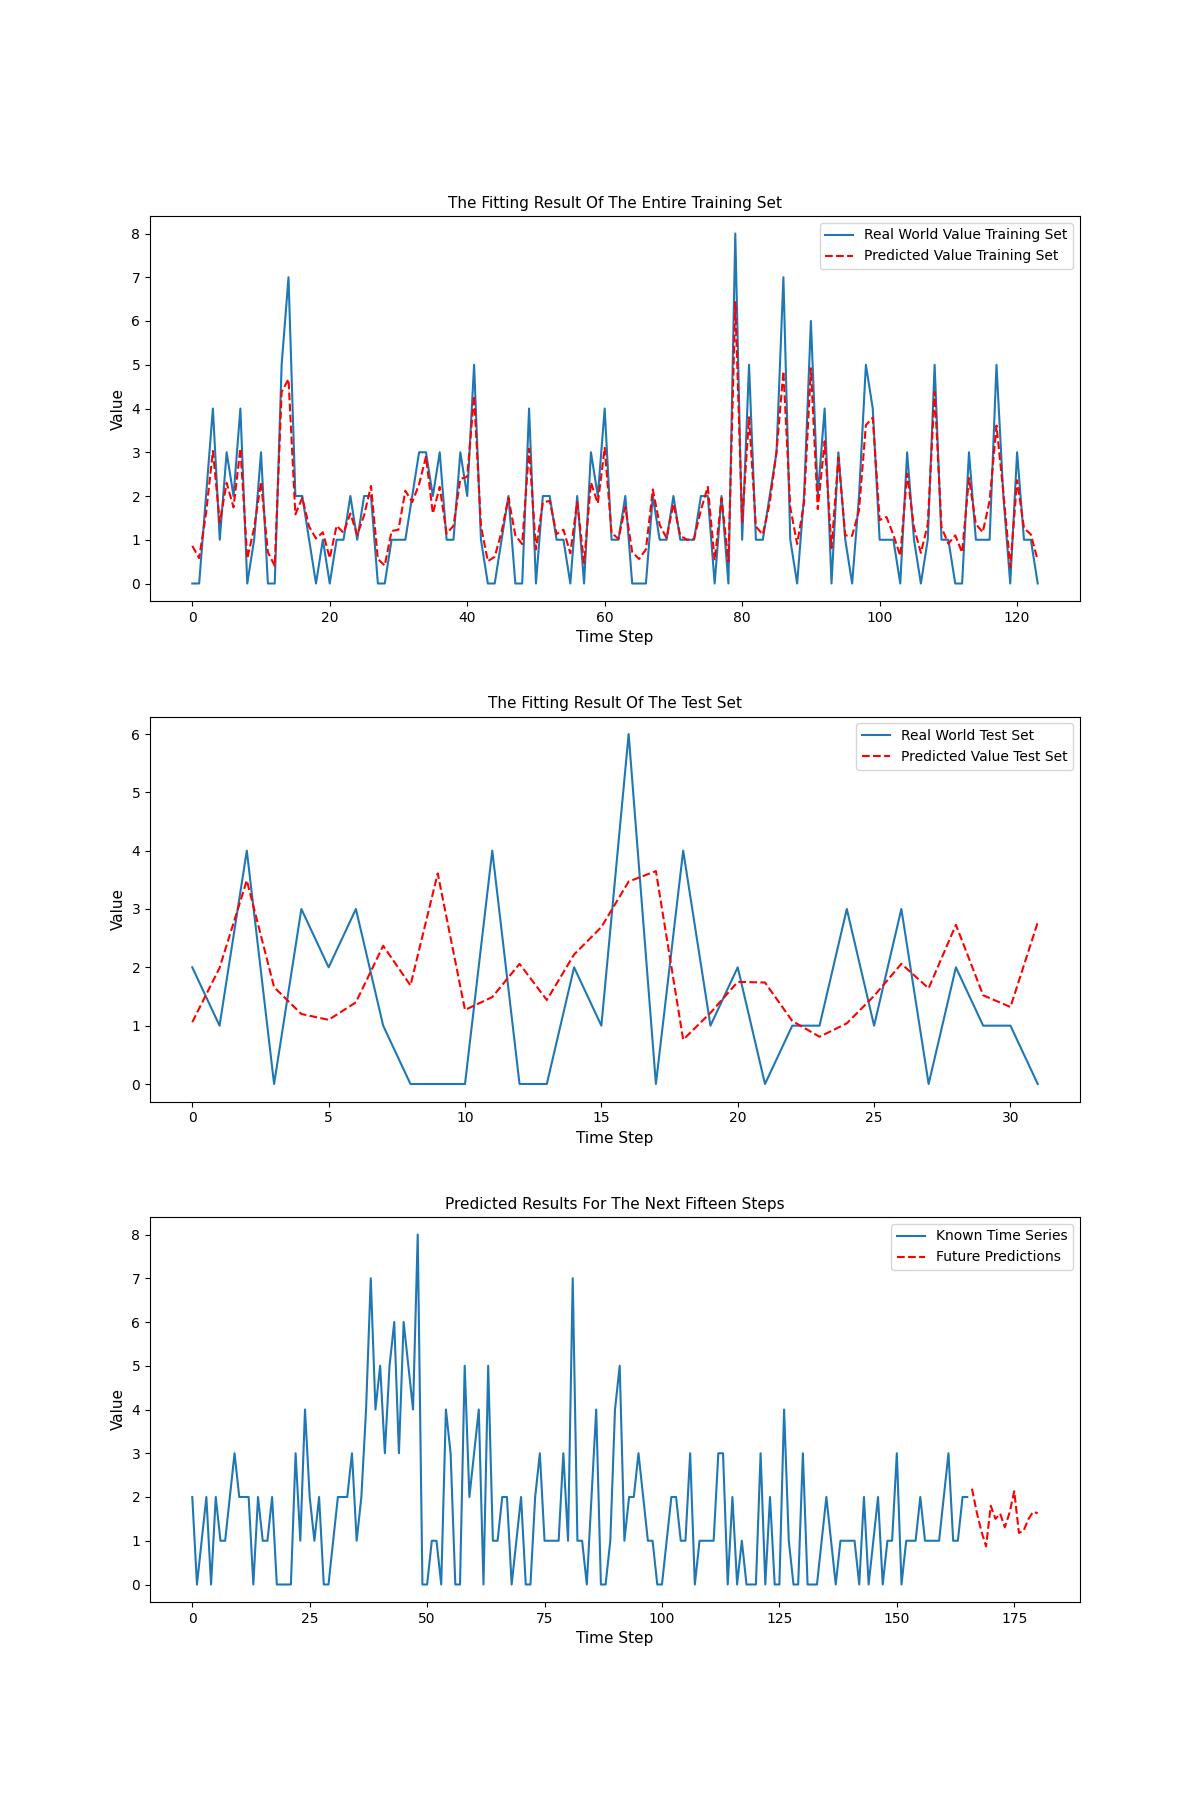 The Fitting Result Of The Entire Training Set
Real World Value Training Set
Predicted Value Training Set
Value
8
7
6
5
4
3
2
1
0
0 20 40 60 80 100 120
Time Step
The Fitting Result Of The Test Set
Real World Test Set
Predicted Value Test Set
Value
6
5
4
3
2
1
0
0 5 10 15 20 25 30
Time Step
Predicted Results For The Next Fifteen Steps
Known Time Series
Future Predictions
Value
8
7
6
5
4
3
2
1
0
0 25 50 75 100 125 150 175
Time Step